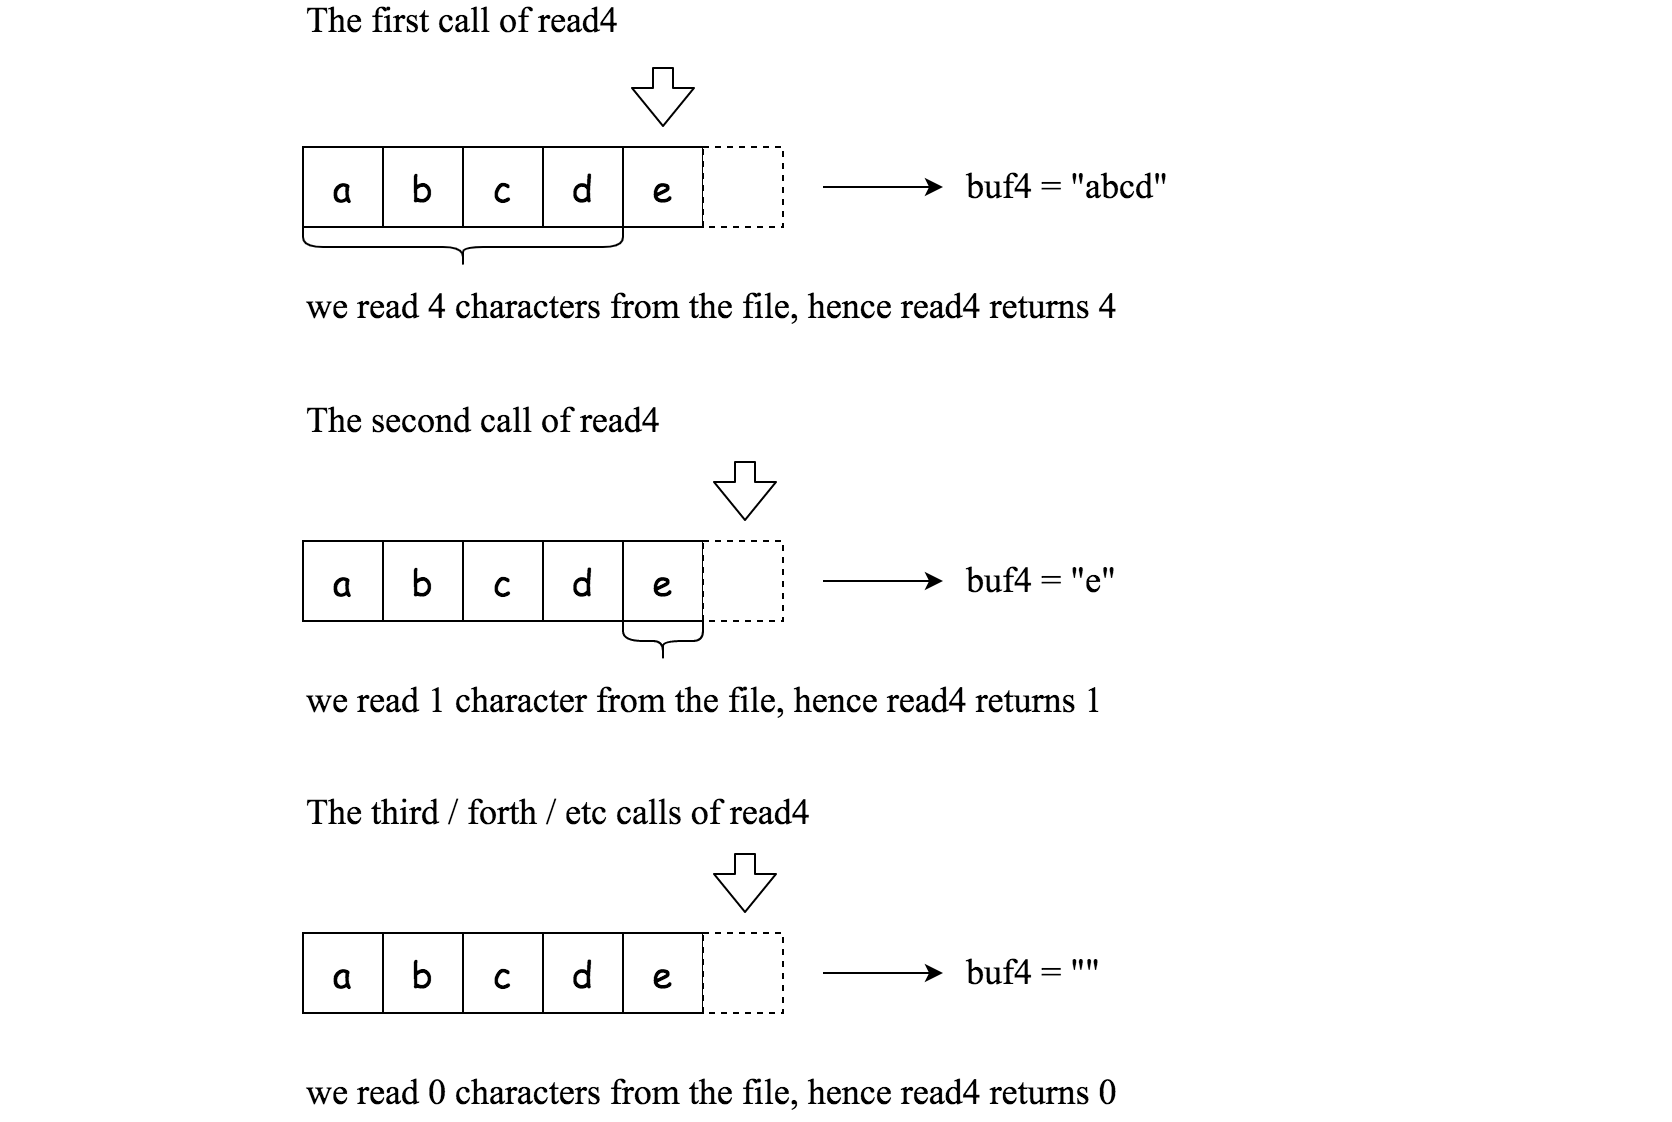 The first call of read4
a b c d e
buf4 = "abcd"
we read 4 characters from the file, hence read4 returns 4
The second call of read4
a b c d e
buf4 = "e"
we read 1 character from the file, hence read4 returns 1
The third / forth / etc calls of read4
a b c d e
buf4 = ""
we read 0 characters from the file, hence read4 returns 0